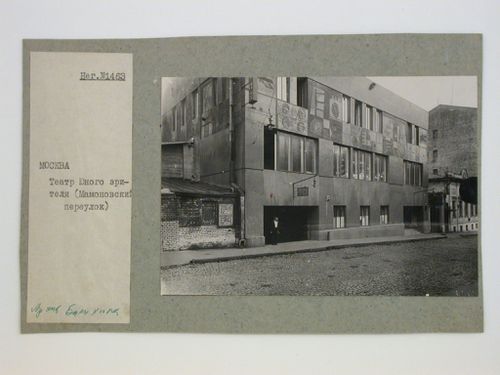 Нег.№1463
МОСКВА
Театр Юного зри-
теля (Мамоновский
переулок)